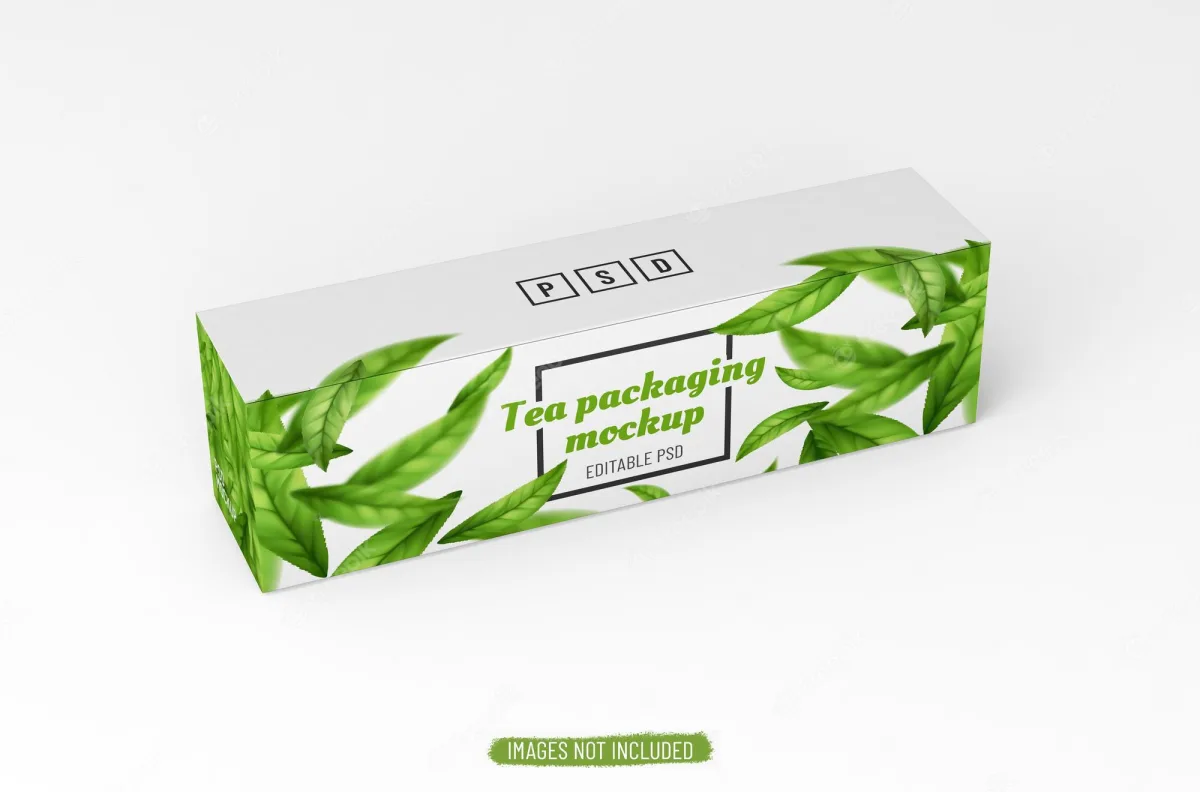 P S D
Tea packaging
mockup
EDITABLE PSD
IMAGES NOT INCLUDED